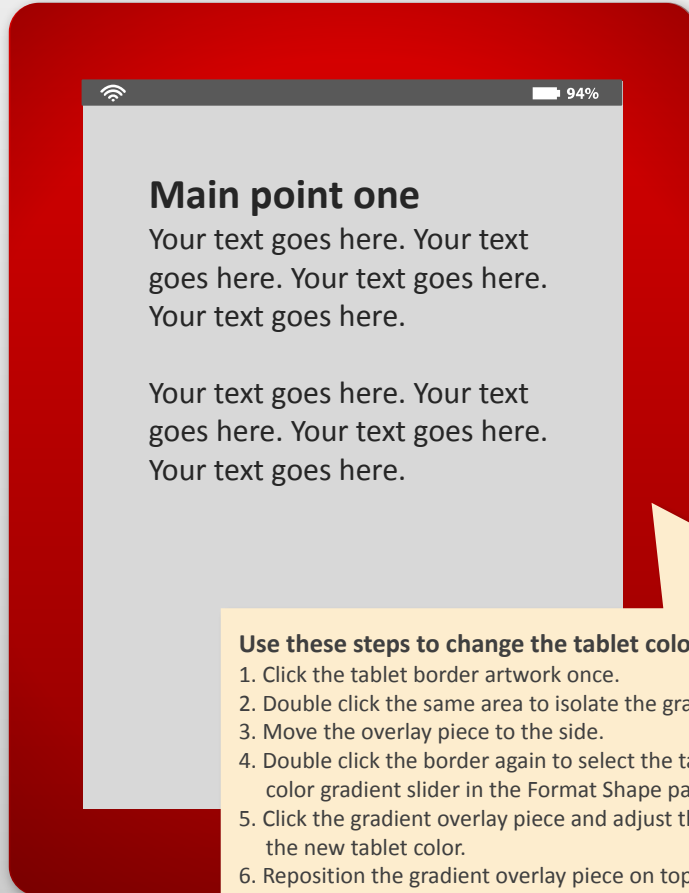 94%
Main point one
Your text goes here. Your text
goes here. Your text goes here.
Your text goes here.
Your text goes here. Your text
goes here. Your text goes here.
Your text goes here.
Use these steps to change the tablet colo
1. Click the tablet border artwork once.
2. Double click the same area to isolate the gra
3. Move the overlay piece to the side.
4. Double click the border again to select the ta
color gradient slider in the Format Shape pa
5. Click the gradient overlay piece and adjust th
the new tablet color.
6. Reposition the gradient overlay piece on top